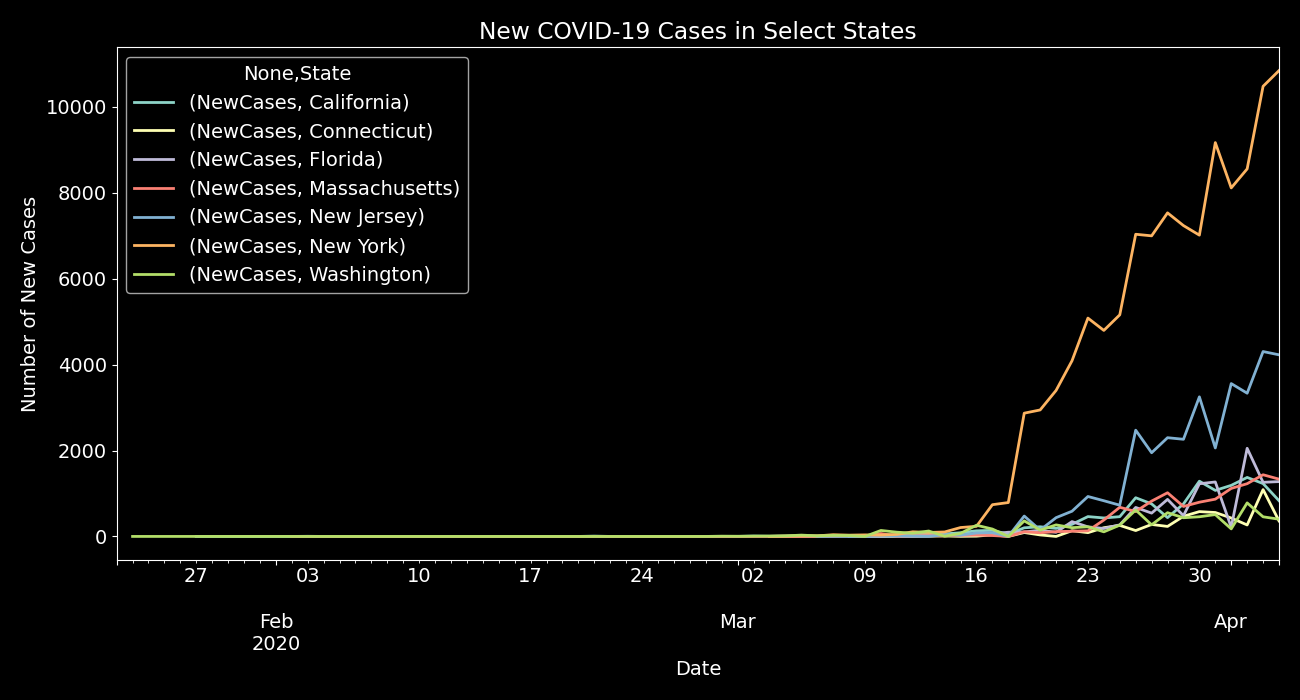 New COVID-19 Cases in Select States
None,State
(NewCases, California)
(NewCases, Connecticut)
(NewCases, Florida)
(NewCases, Massachusetts)
(NewCases, New Jersey)
(NewCases, New York)
(NewCases, Washington)
Number of New Cases
10000
8000
6000
4000
2000
0
27 03 10 17 24 02 09 16 23 30
Feb Mar Apr
2020
Date